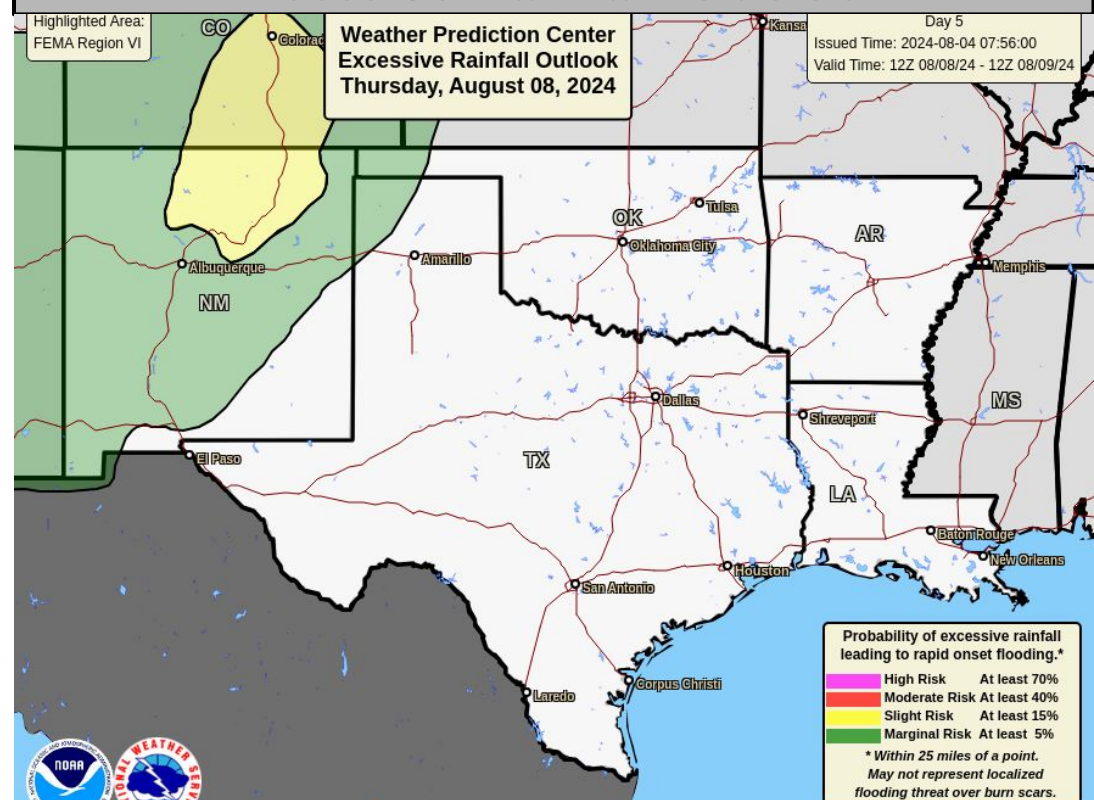 Highlighted Area:
FEMA Region VI
Weather Prediction Center
Excessive Rainfall Outlook
Thursday, August 08, 2024
Day 5
Issued Time: 2024-08-04 07:56:00
Valid Time: 12Z 08/08/24 - 12Z 08/09/24
CO
Colorad
Kansa
Tulsa
OK
Oklahoma City
AR
Amarillo
Albuquerque
Memphis
NM
Dallas
MS
Shreveport
El Paso
TX
LA
Baton Rouge
New Orleans
Houston
San Antonio
Corpus Christi
Laredo
Probability of excessive rainfall
leading to rapid onset flooding.*
High Risk At least 70%
Moderate Risk At least 40%
Slight Risk At least 15%
Marginal Risk At least 5%
* Within 25 miles of a point.
May not represent localized
flooding threat over burn scars.
NOAA
WEATHER